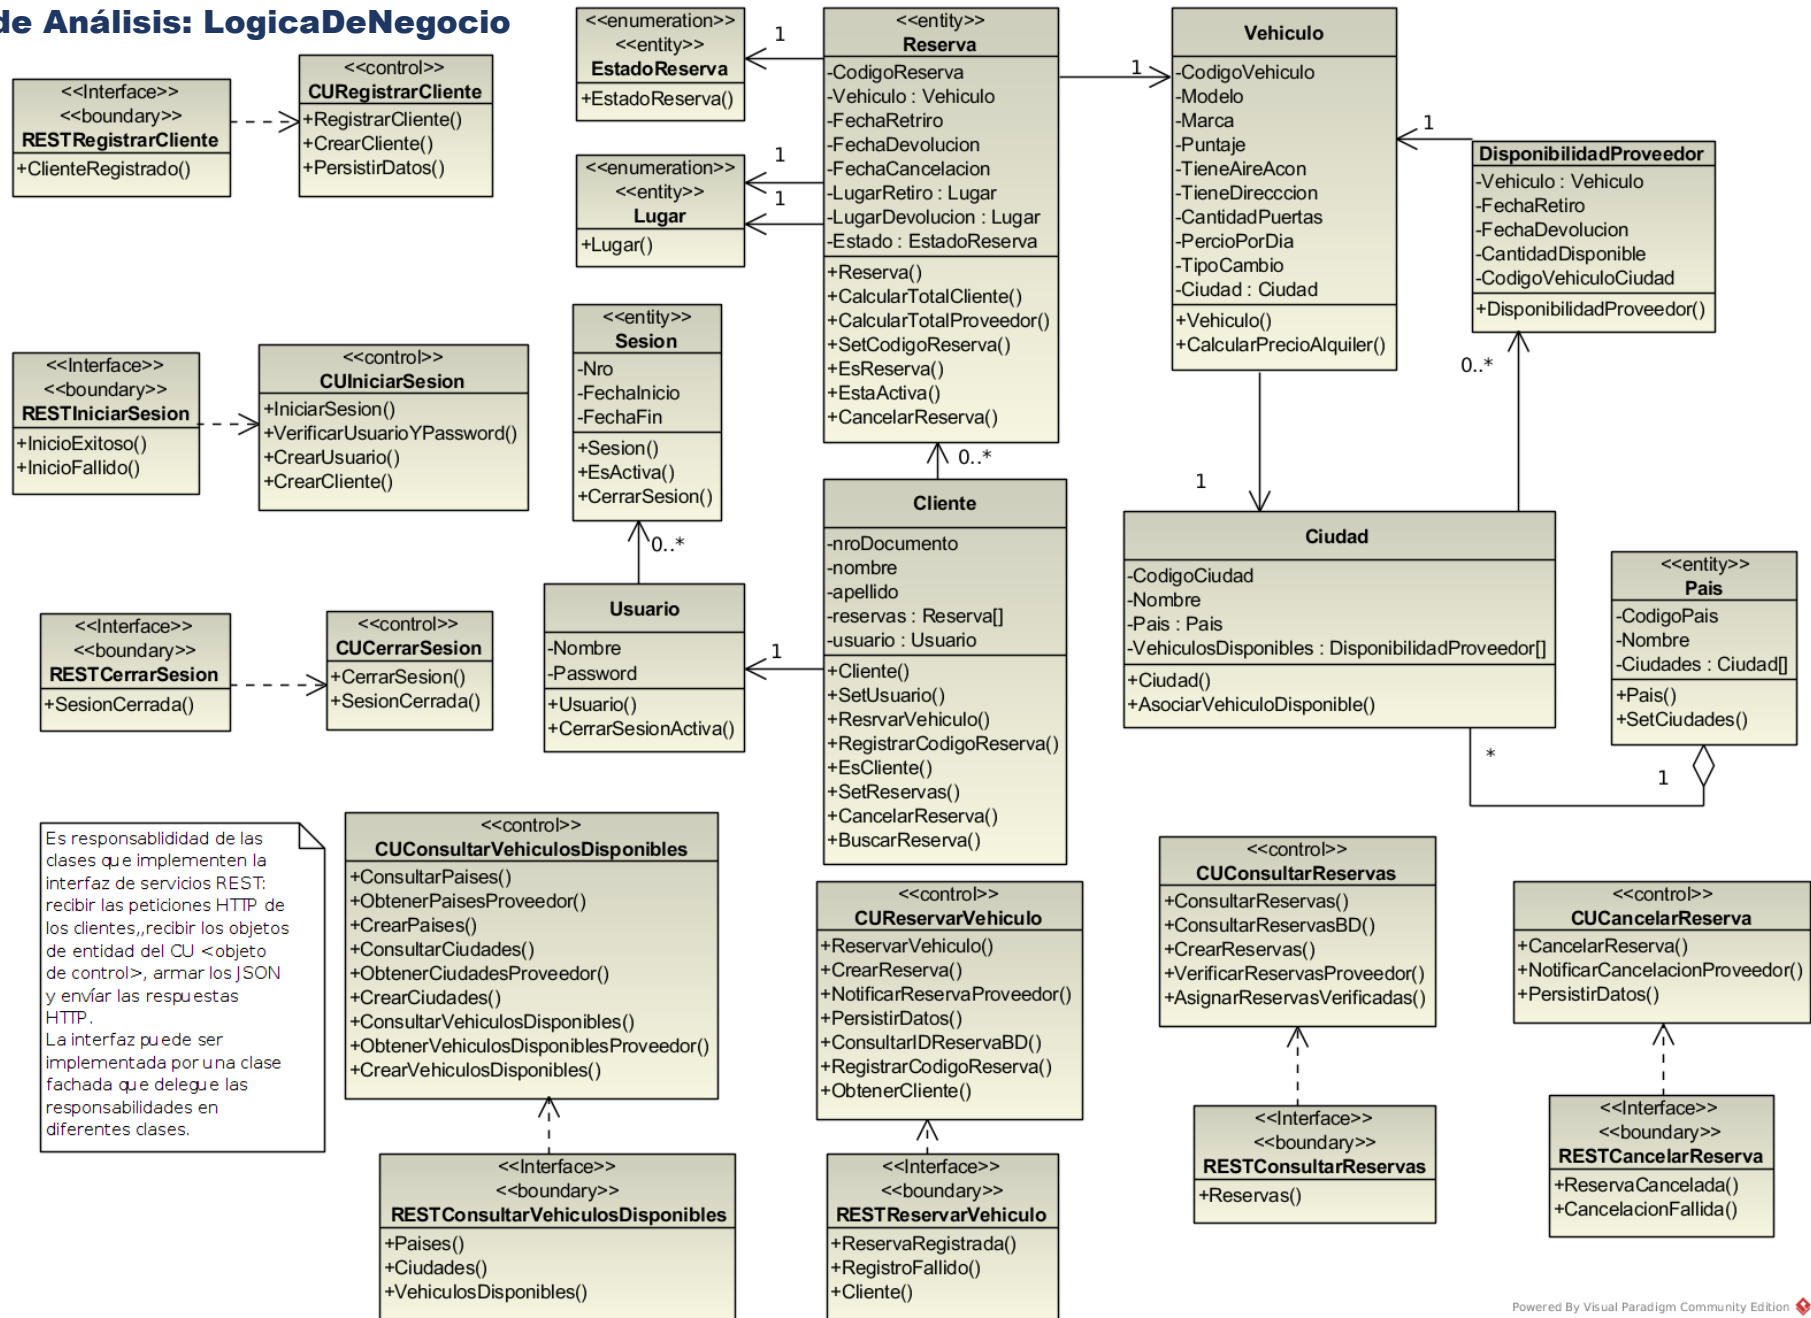 de Análisis: LogicaDeNegocio
<<Interface>>
<<boundary>>
RESTRegistrarCliente
+ClienteRegistrado()
<<control>>
CURegistrarCliente
+RegistrarCliente()
+CrearCliente()
+PersistirDatos()
<<enumeration>>
<<entity>>
EstadoReserva
+EstadoReserva()
1
<<enumeration>>
<<entity>>
Lugar
+Lugar()
1
1
<<entity>>
Reserva
-CodigoReserva
-Vehiculo : Vehiculo
-FechaRetriro
-FechaDevolucion
-FechaCancelacion
-LugarRetiro : Lugar
-LugarDevolucion : Lugar
-Estado : EstadoReserva
+Reserva()
+CalcularTotalCliente()
+CalcularTotalProveedor()
+SetCodigoReserva()
+EsReserva()
+EstaActiva()
+CancelarReserva()
1
Vehiculo
-CodigoVehiculo
-Modelo
-Marca
-Puntaje
-TieneAireAcon
-TieneDirecccion
-CantidadPuertas
-PercioPorDia
-TipoCambio
-Ciudad : Ciudad
+Vehiculo()
+CalcularPrecioAlquiler()
1
DisponibilidadProveedor
-Vehiculo : Vehiculo
-FechaRetiro
-FechaDevolucion
-CantidadDisponible
-CodigoVehiculoCiudad
+DisponibilidadProveedor()
0..*
1
<<Interface>>
<<boundary>>
RESTIniciarSesion
+InicioExitoso()
+InicioFallido()
<<control>>
CUIniciarSesion
+IniciarSesion()
+VerificarUsuarioYPassword()
+CrearUsuario()
+CrearCliente()
<<entity>>
Sesion
-Nro
-FechaInicio
-FechaFin
+Sesion()
+EsActiva()
+CerrarSesion()
0..*
0..*
Cliente
-nroDocumento
-nombre
-apellido
-reservas : Reserva[]
-usuario : Usuario
+Cliente()
+SetUsuario()
+ResrvarVehiculo()
+RegistrarCodigoReserva()
+EsCliente()
+SetReservas()
+CancelarReserva()
+BuscarReserva()
Ciudad
-CodigoCiudad
-Nombre
-Pais : Pais
-VehiculosDisponibles : DisponibilidadProveedor[]
+Ciudad()
+AsociarVehiculoDisponible()
<<entity>>
Pais
-CodigoPais
-Nombre
-Ciudades : Ciudad[]
+Pais()
+SetCiudades()
*
1
<<Interface>>
<<boundary>>
RESTCerrarSesion
+SesionCerrada()
<<control>>
CUCerrarSesion
+CerrarSesion()
+SesionCerrada()
Usuario
-Nombre
-Password
+Usuario()
+CerrarSesionActiva()
1
Es responsablididad de las
clases que implementen la
interfaz de servicios REST:
recibir las peticiones HTTP de
los clientes,,recibir los objetos
de entidad del CU <objeto
de control>, armar los JSON
y envíar las respuestas
HTTP.
La interfaz puede ser
implementada por una clase
fachada que delegue las
responsabilidades en
diferentes clases.
<<control>>
CUConsultarVehiculosDisponibles
+ConsultarPaises()
+ObtenerPaisesProveedor()
+CrearPaises()
+ConsultarCiudades()
+ObtenerCiudadesProveedor()
+CrearCiudades()
+ConsultarVehiculosDisponibles()
+ObtenerVehiculosDisponiblesProveedor()
+CrearVehiculosDisponibles()
<<control>>
CUReservarVehiculo
+ReservarVehiculo()
+CrearReserva()
+NotificarReservaProveedor()
+PersistirDatos()
+ConsultarIDReservaBD()
+RegistrarCodigoReserva()
+ObtenerCliente()
<<control>>
CUConsultarReservas
+ConsultarReservas()
+ConsultarReservasBD()
+CrearReservas()
+VerificarReservasProveedor()
+AsignarReservasVerificadas()
<<control>>
CUCancelarReserva
+CancelarReserva()
+NotificarCancelacionProveedor()
+PersistirDatos()
<<Interface>>
<<boundary>>
RESTConsultarVehiculosDisponibles
+Paises()
+Ciudades()
+VehiculosDisponibles()
<<Interface>>
<<boundary>>
RESTReservarVehiculo
+ReservaRegistrada()
+RegistroFallido()
+Cliente()
<<Interface>>
<<boundary>>
RESTConsultarReservas
+Reservas()
<<Interface>>
<<boundary>>
RESTCancelarReserva
+ReservaCancelada()
+CancelacionFallida()
Powered By Visual Paradigm Community Edition